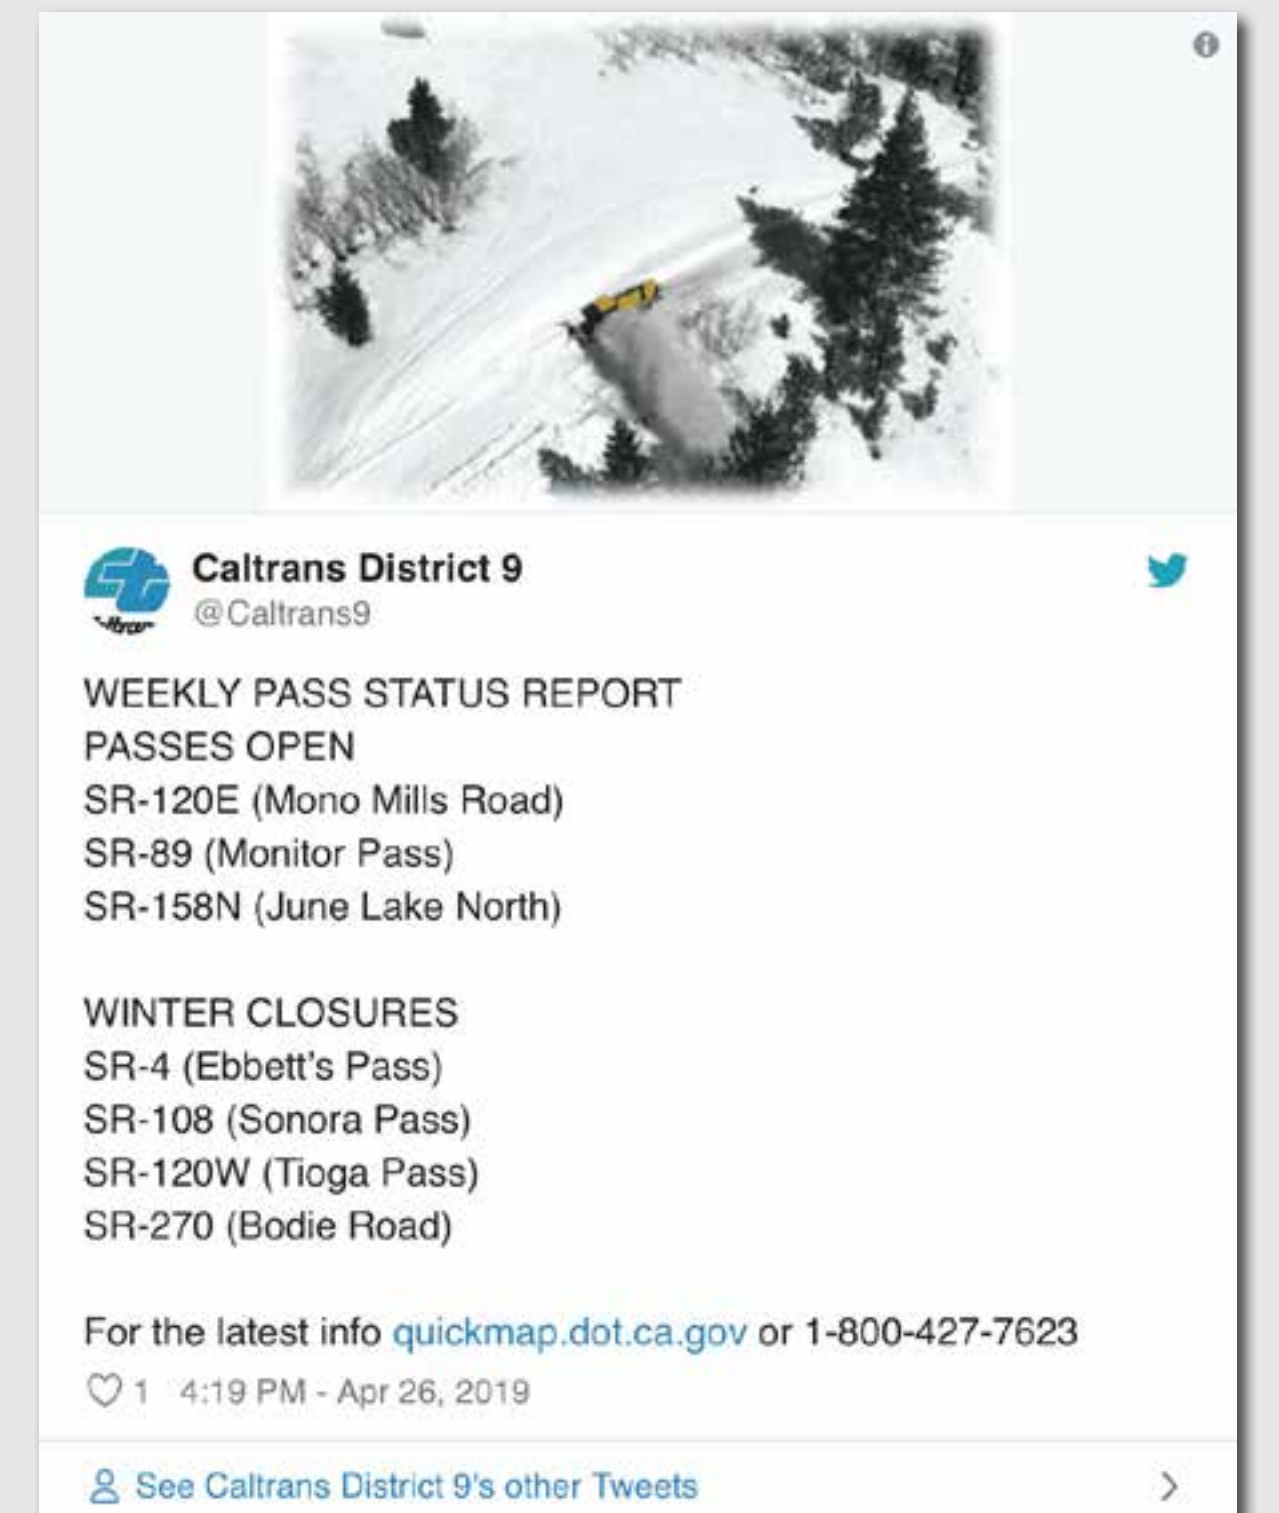 Caltrans District 9
@Caltrans9
WEEKLY PASS STATUS REPORT
PASSES OPEN
SR-120E (Mono Mills Road)
SR-89 (Monitor Pass)
SR-158N (June Lake North)
WINTER CLOSURES
SR-4 (Ebbett's Pass)
SR-108 (Sonora Pass)
SR-120W (Tioga Pass)
SR-270 (Bodie Road)
For the latest info quickmap.dot.ca.gov or 1-800-427-7623
1 4:19 PM - Apr 26, 2019
See Caltrans District 9's other Tweets